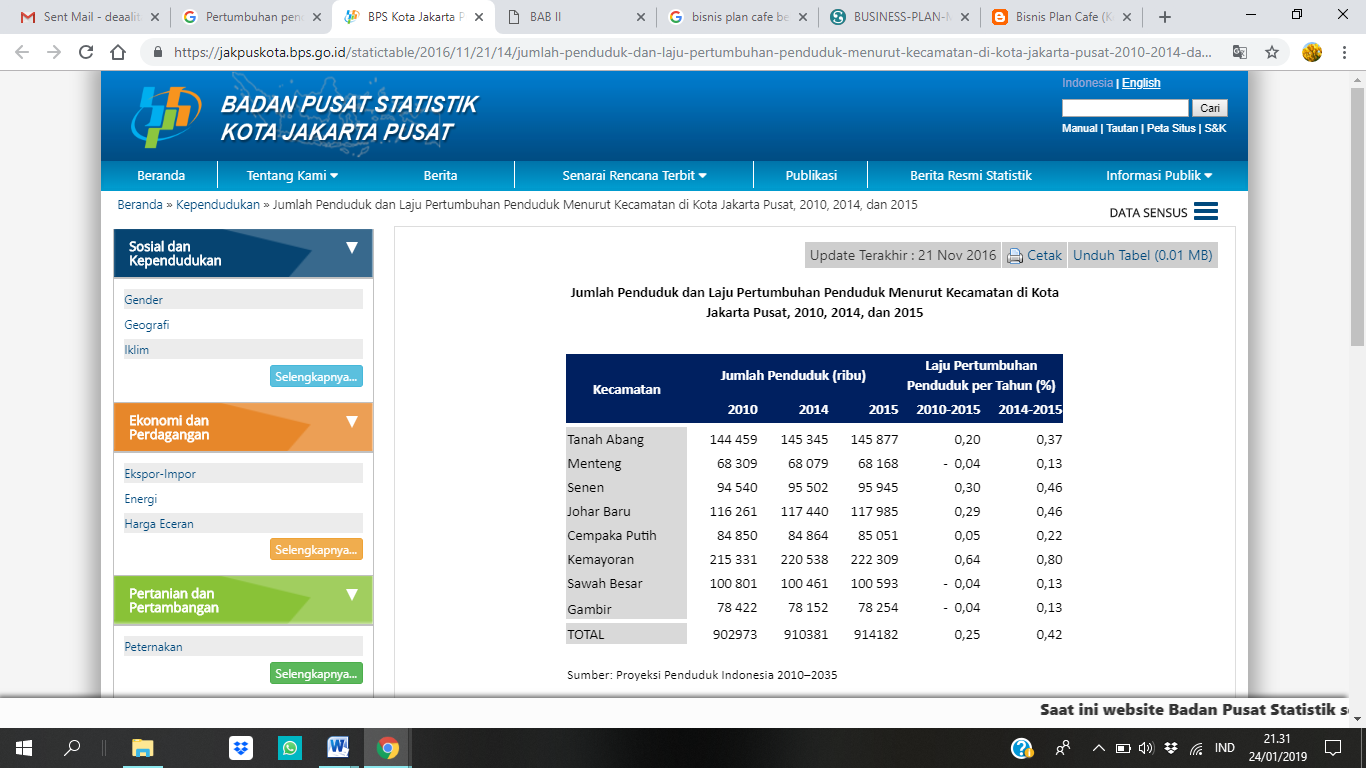 Sent Mail - deaalit
Pertumbuhan pen
BPS Kota Jakarta P
BAB II
bisnis plan cafe be
BUSINESS-PLAN-M
Bisnis Plan Cafe (K
https://jakpuskota.bps.go.id/statictable/2016/11/21/14/jumlah-penduduk-dan-laju-pertumbuhan-penduduk-menurut-kecamatan-di-kota-jakarta-pusat-2010-2014-da...
BADAN PUSAT STATISTIK
KOTA JAKARTA PUSAT
Indonesia | English
Cari
Manual | Tautan | Peta Situs | S&K
Beranda Tentang Kami Berita Senarai Rencana Terbit Publikasi Berita Resmi Statistik Informasi Publik
Beranda » Kependudukan » Jumlah Penduduk dan Laju Pertumbuhan Penduduk Menurut Kecamatan di Kota Jakarta Pusat, 2010, 2014, dan 2015
DATA SENSUS
Sosial dan
Kependudukan
Gender
Geografi
Iklim
Selengkapnya...
Ekonomi dan
Perdagangan
Ekspor-Impor
Energi
Harga Eceran
Selengkapnya...
Pertanian dan
Pertambangan
Peternakan
Selengkapnya...
Update Terakhir : 21 Nov 2016 Cetak Unduh Tabel (0.01 MB)
Jumlah Penduduk dan Laju Pertumbuhan Penduduk Menurut Kecamatan di Kota
Jakarta Pusat, 2010, 2014, dan 2015
Kecamatan Jumlah Penduduk (ribu) Laju Pertumbuhan
Penduduk per Tahun (%)
2010 2014 2015 2010-2015 2014-2015
Tanah Abang 144 459 145 345 145 877 0,20 0,37
Menteng 68 309 68 079 68 168 - 0,04 0,13
Senen 94 540 95 502 95 945 0,30 0,46
Johar Baru 116 261 117 440 117 985 0,29 0,46
Cempaka Putih 84 850 84 864 85 051 0,05 0,22
Kemayoran 215 331 220 538 222 309 0,64 0,80
Sawah Besar 100 801 100 461 100 593 - 0,04 0,13
Gambir 78 422 78 152 78 254 - 0,04 0,13
TOTAL 902973 910381 914182 0,25 0,42
Sumber: Proyeksi Penduduk Indonesia 2010–2035
Saat ini website Badan Pusat Statistik s
IND
21.31
24/01/2019